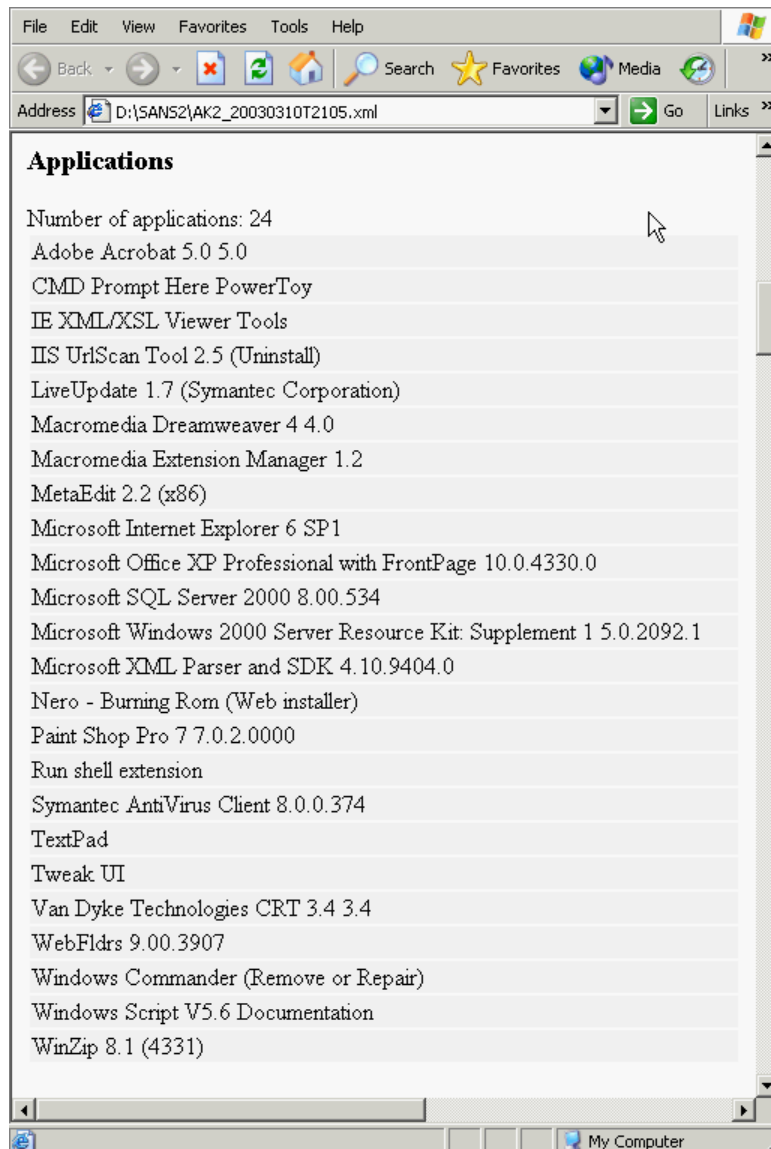 File Edit View Favorites Tools Help
Back Search Favorites Media »
Address D:\SANS2\AK2_20030310T2105.xml Go Links »
Applications
Number of applications: 24
Adobe Acrobat 5.0 5.0
CMD Prompt Here PowerToy
IE XML/XSL Viewer Tools
IIS UrlScan Tool 2.5 (Uninstall)
LiveUpdate 1.7 (Symantec Corporation)
Macromedia Dreamweaver 4 4.0
Macromedia Extension Manager 1.2
MetaEdit 2.2 (x86)
Microsoft Internet Explorer 6 SP1
Microsoft Office XP Professional with FrontPage 10.0.4330.0
Microsoft SQL Server 2000 8.00.534
Microsoft Windows 2000 Server Resource Kit: Supplement 1 5.0.2092.1
Microsoft XML Parser and SDK 4.10.9404.0
Nero - Burning Rom (Web installer)
Paint Shop Pro 7 7.0.2.0000
Run shell extension
Symantec AntiVirus Client 8.0.0.374
TextPad
Tweak UI
Van Dyke Technologies CRT 3.4 3.4
WebFldrs 9.00.3907
Windows Commander (Remove or Repair)
Windows Script V5.6 Documentation
WinZip 8.1 (4331)
My Computer